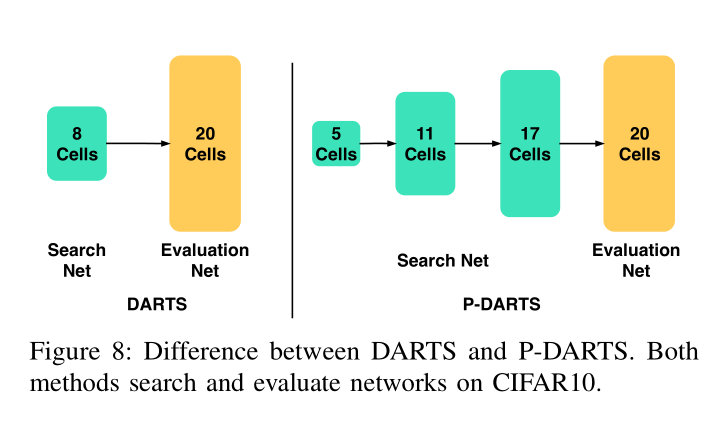 8
Cells
20
Cells
5
Cells
11
Cells
17
Cells
20
Cells
Search
Net
Evaluation
Net
Search Net
Evaluation
Net
DARTS
P-DARTS
Figure 8: Difference between DARTS and P-DARTS. Both
methods search and evaluate networks on CIFAR10.